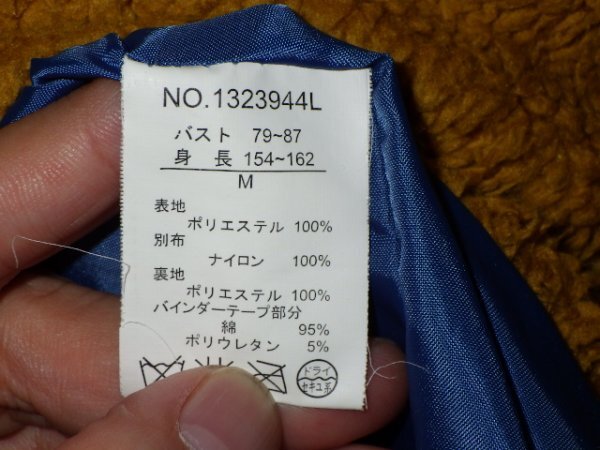 NO.1323944L
バスト 79~87
身 長 154~162
M
表地
ポリエステル 100%
別布
ナイロン 100%
裏地
ポリエステル 100%
バインダーテープ部分
綿 95%
ポリウレタン 5%
ドライ
セキユ系